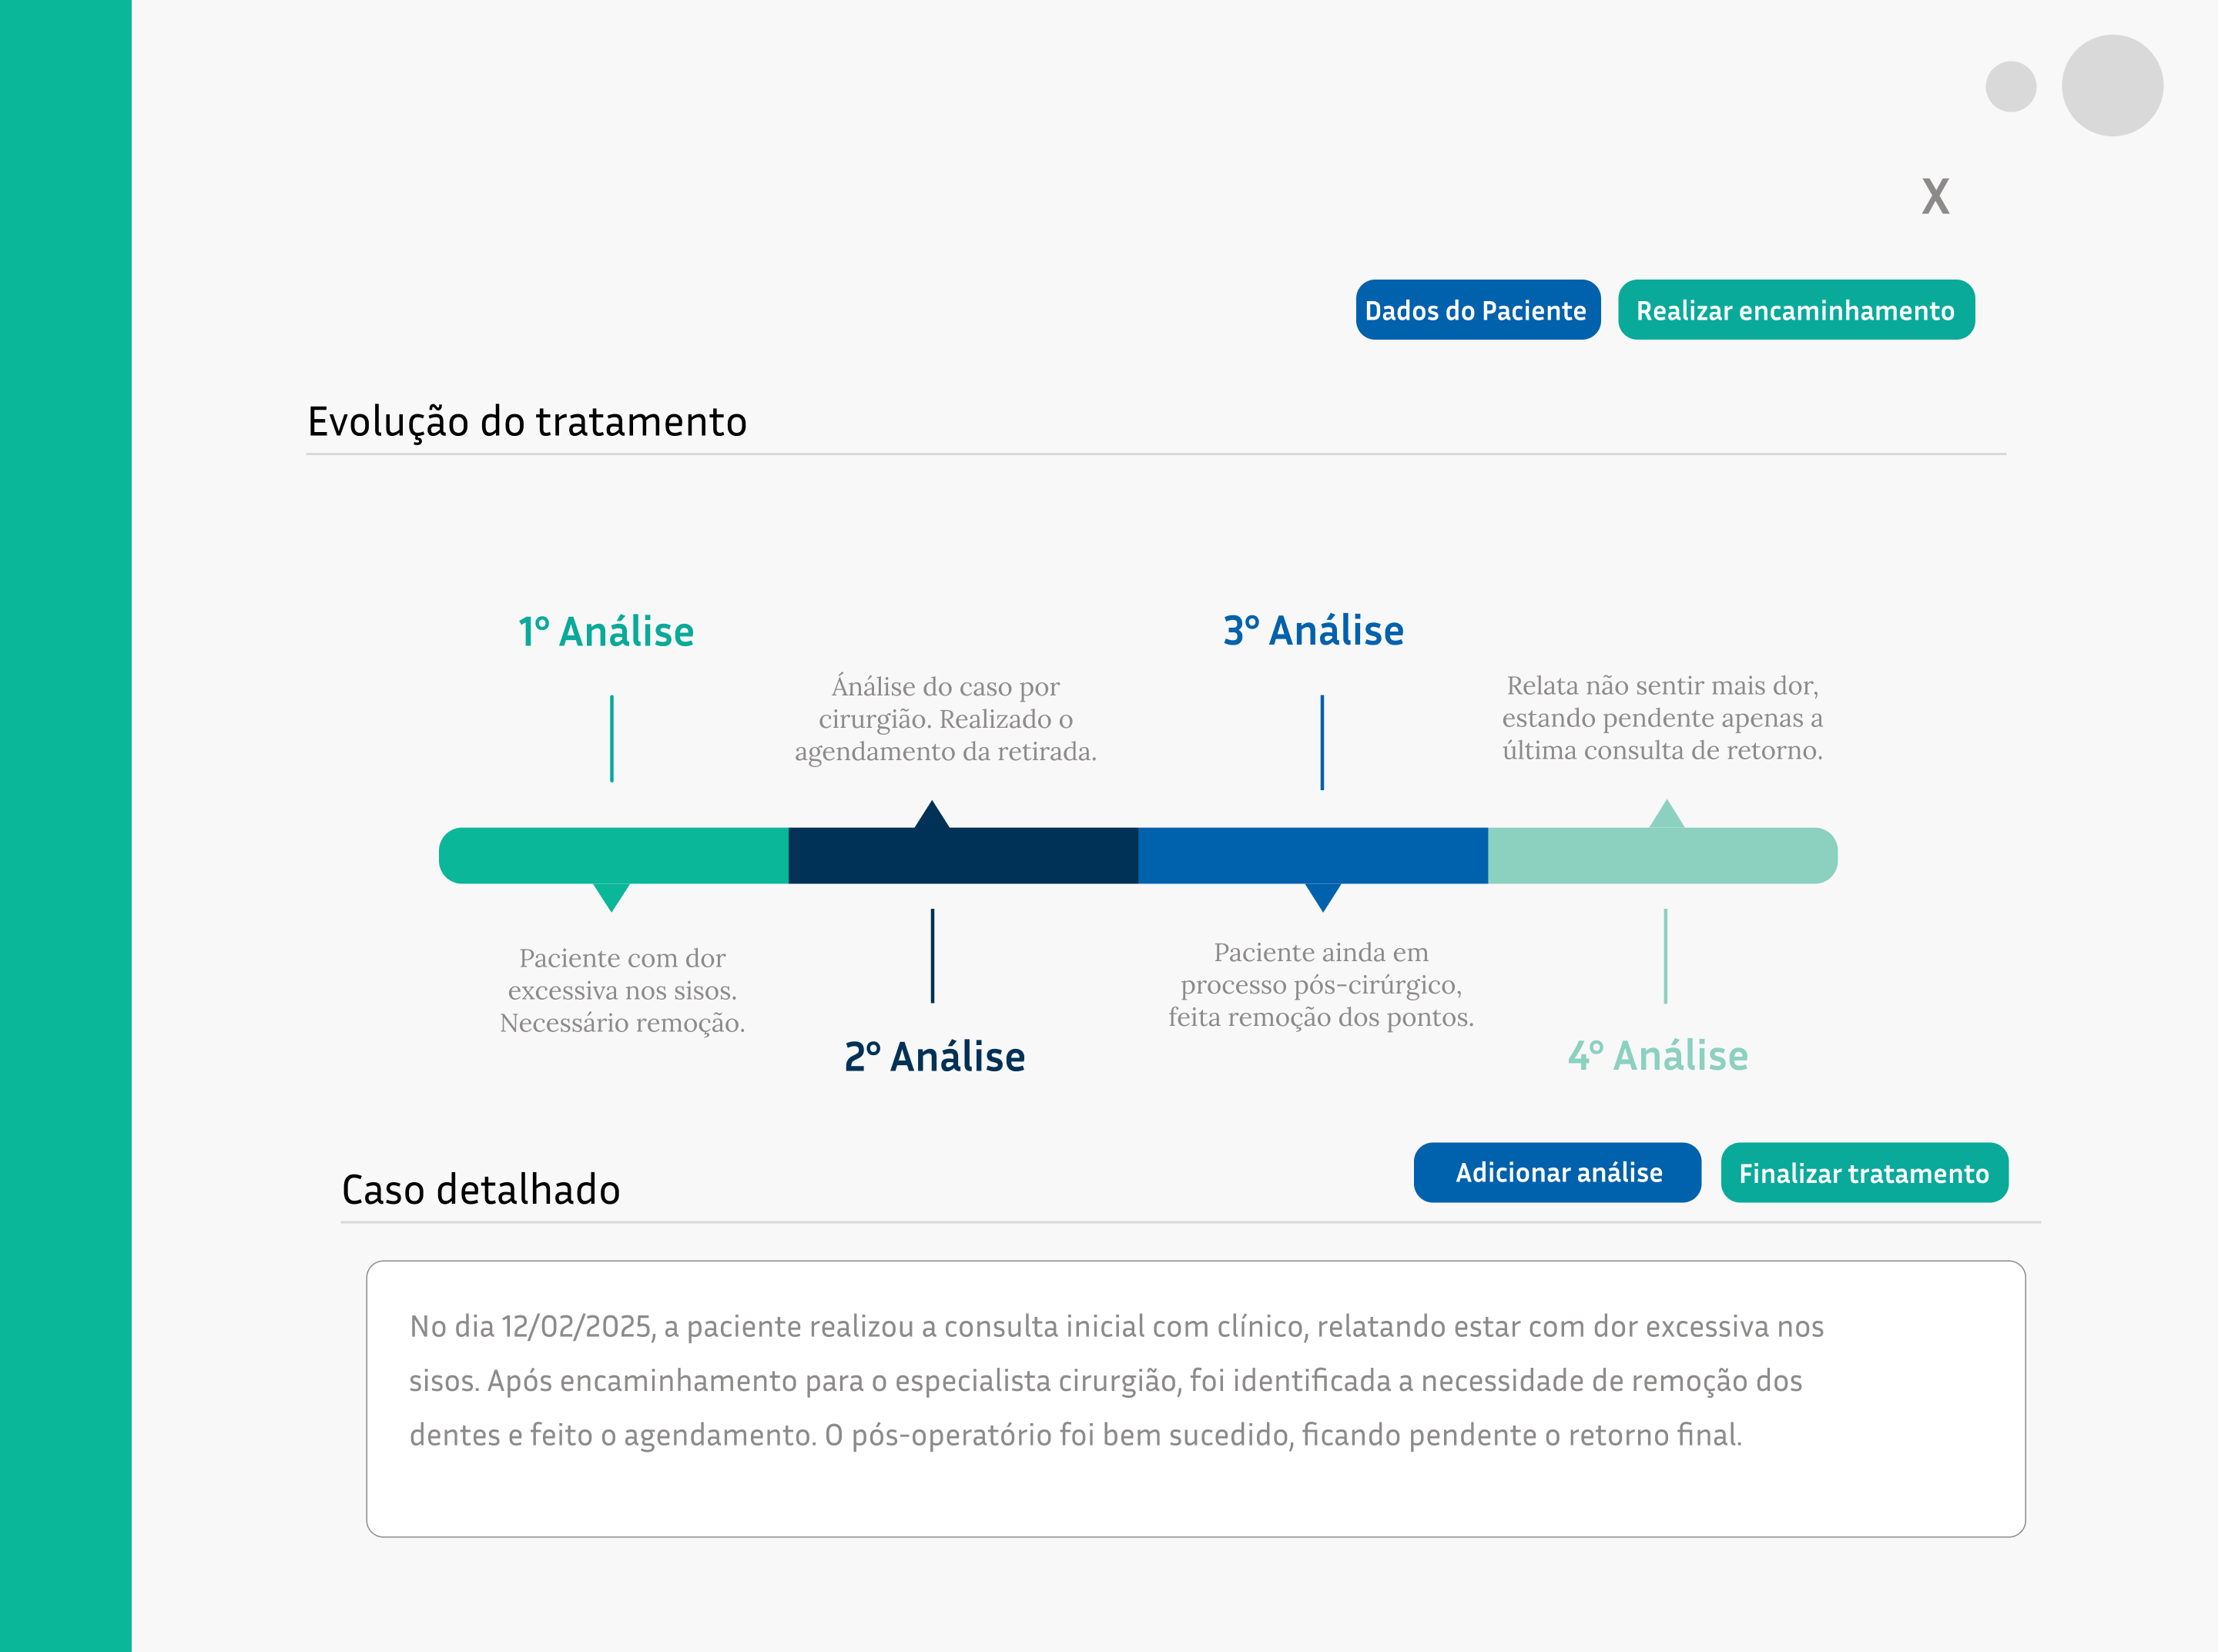 X
Dados do Paciente
Realizar encaminhamento
Evolução do tratamento
1° Análise
Paciente com dor
excessiva nos sisos.
Necessário remoção.
Ánálise do caso por
cirurgião. Realizado o
agendamento da retirada.
2° Análise
3° Análise
Paciente ainda em
processo pós-cirúrgico,
feita remoção dos pontos.
Relata não sentir mais dor,
estando pendente apenas a
última consulta de retorno.
4° Análise
Adicionar análise
Finalizar tratamento
Caso detalhado
No dia 12/02/2025, a paciente realizou a consulta inicial com clínico, relatando estar com dor excessiva nos
sisos. Após encaminhamento para o especialista cirurgião, foi identificada a necessidade de remoção dos
dentes e feito o agendamento. O pós-operatório foi bem sucedido, ficando pendente o retorno final.